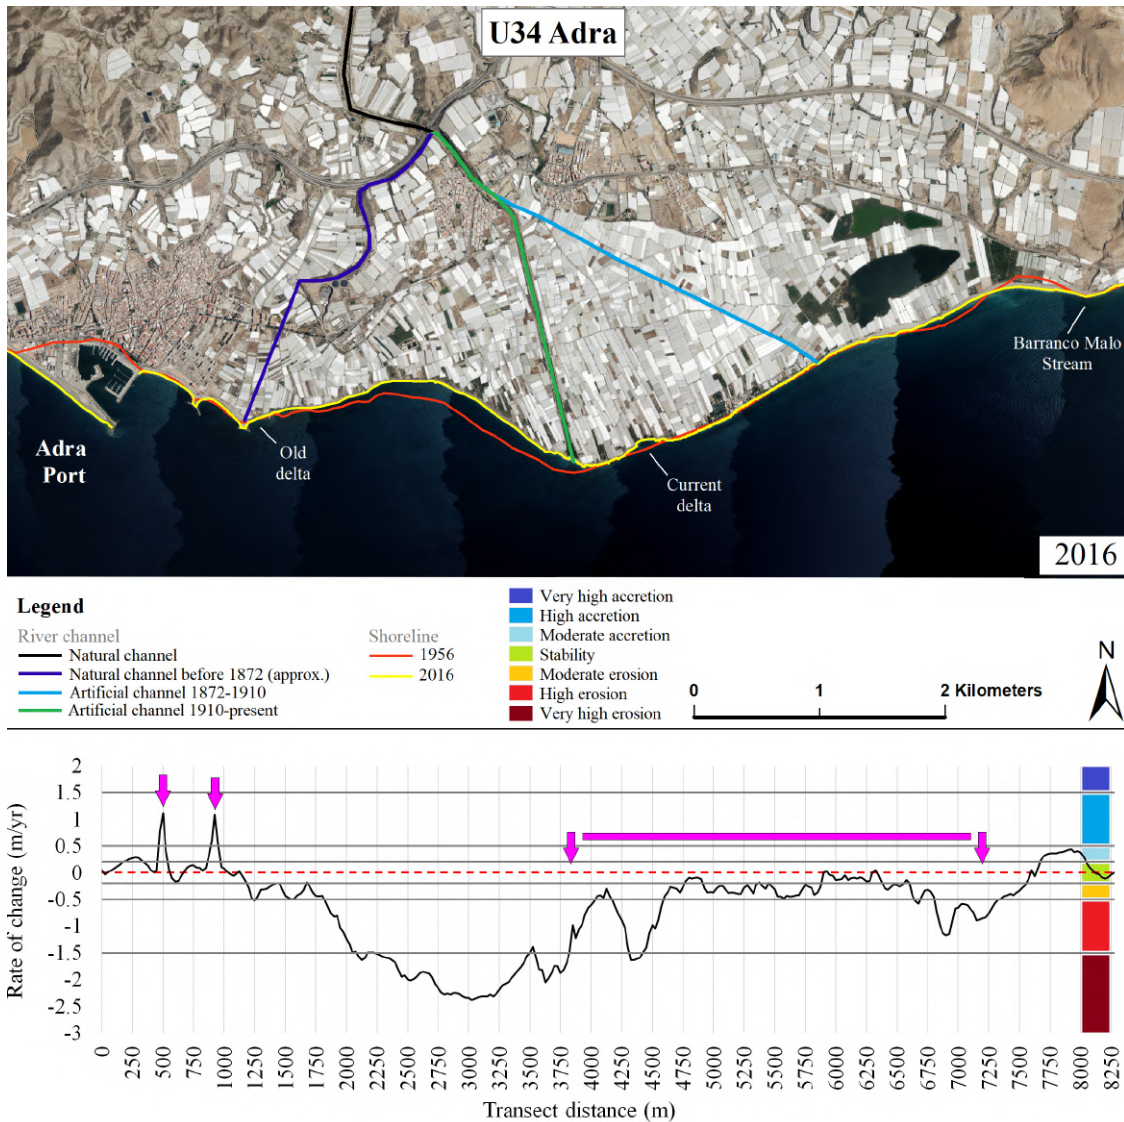 U34 Adra
Adra
Port
Old
delta
Current
delta
Barranco Malo
Stream
2016
Legend
River channel
Natural channel
Natural channel before 1872 (approx.)
Artificial channel 1872-1910
Artificial channel 1910-present
Shoreline
1956
2016
Very high accretion
High accretion
Moderate accretion
Stability
Moderate erosion
High erosion
Very high erosion
0 1 2 Kilometers
N
Rate of change (m/yr)
2
1.5
1
0.5
0
-0.5
-1
-1.5
-2
-2.5
-3
0 250 500 750 1000 1250 1500 1750 2000 2250 2500 2750 3000 3250 3500 3750 4000 4250 4500 4750 5000 5250 5500 5750 6000 6250 6500 6750 7000 7250 7500 7750 8000 8250
Transect distance (m)